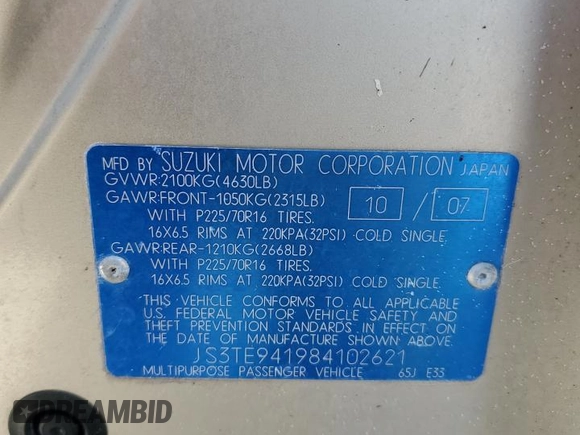 MFD BY SUZUKI MOTOR CORPORATION JAPAN
GVWR:2100KG(4630LB)
GAWR:FRONT-1050KG(2315LB) 10 / 07
WITH P225/70R16 TIRES.
16X6.5 RIMS AT 220KPA(32PSI) COLD SINGLE.
GAWR:REAR-1210KG(2668LB)
WITH P225/70R16 TIRES.
16X6.5 RIMS AT 220KPA(32PSI) COLD SINGLE.
THIS VEHICLE CONFORMS TO ALL APPLICABLE
U.S. FEDERAL MOTOR VEHICLE SAFETY AND
THEFT PREVENTION STANDARDS IN EFFECT ON
THE DATE OF MANUFACTURE SHOWN ABOVE.
JS3TE941984102621
MULTIPURPOSE PASSENGER VEHICLE 65J E33
DREAMBID